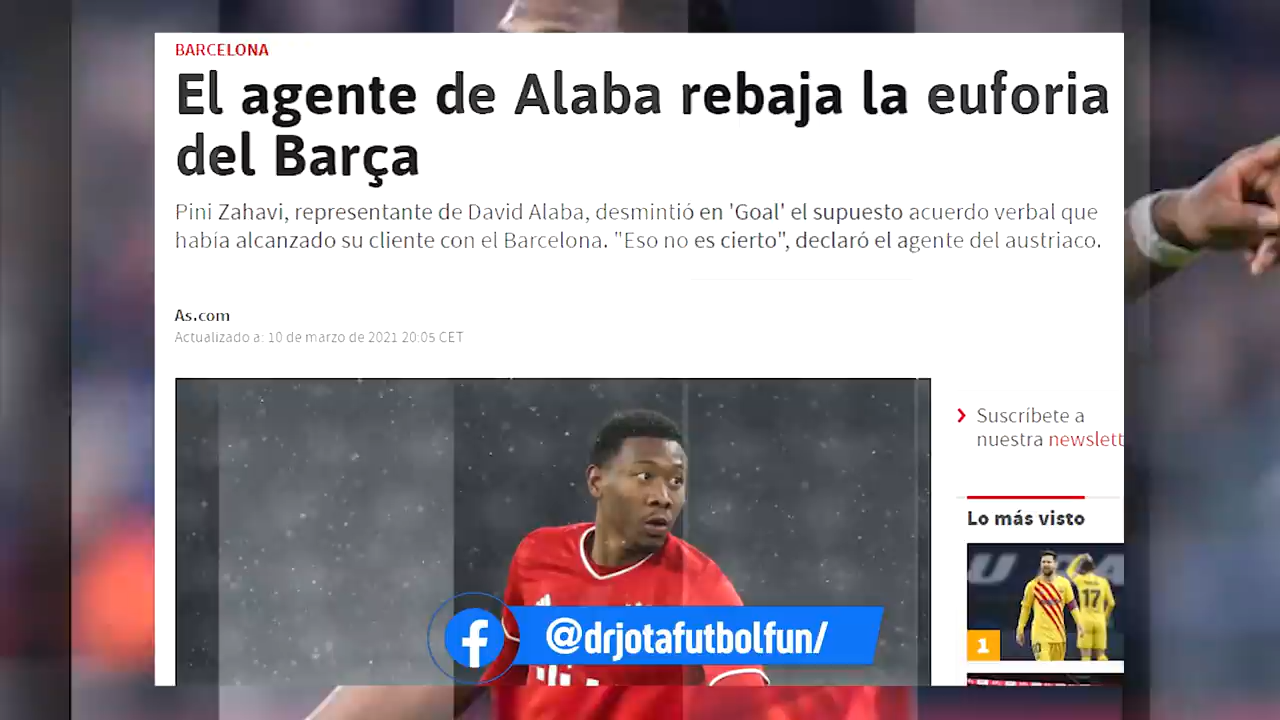 BARCELONA
El agente de Alaba rebaja la euforia
del Barça
Pini Zahavi, representante de David Alaba, desmintió en 'Goal' el supuesto acuerdo verbal que
había alcanzado su cliente con el Barcelona. "Eso no es cierto", declaró el agente del austriaco.
As.com
Actualizado a: 10 de marzo de 2021 20:05 CET
Suscríbete a
nuestra newslett
Lo más visto
17
1
@drjotafutbolfun/